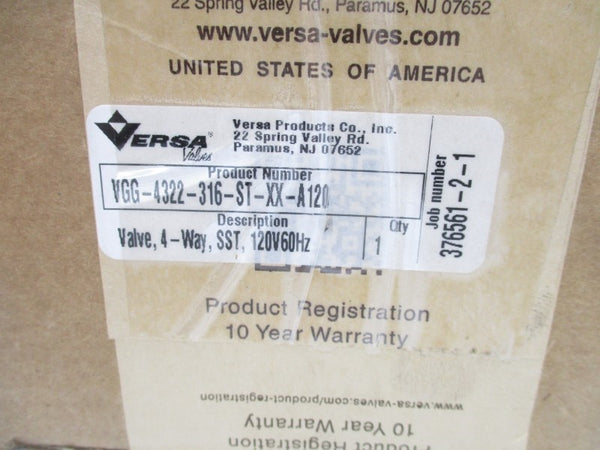 22 Spring Valley Rd., Paramus, NJ 07652
www.versa-valves.com
UNITED STATES OF AMERICA
VERSA®
Valves
Versa Products Co., Inc.
22 Spring Valley Rd.
Paramus, NJ 07652
Product Number
VGG-4322-316-ST-XX-A120
Description
Valve, 4-Way, SST, 120V60Hz
Qty
1
Job number
376561-2-1
Product Registration
10 Year Warranty
www.versa-valves.com/product-registration
10 Year Warranty
Product Registration